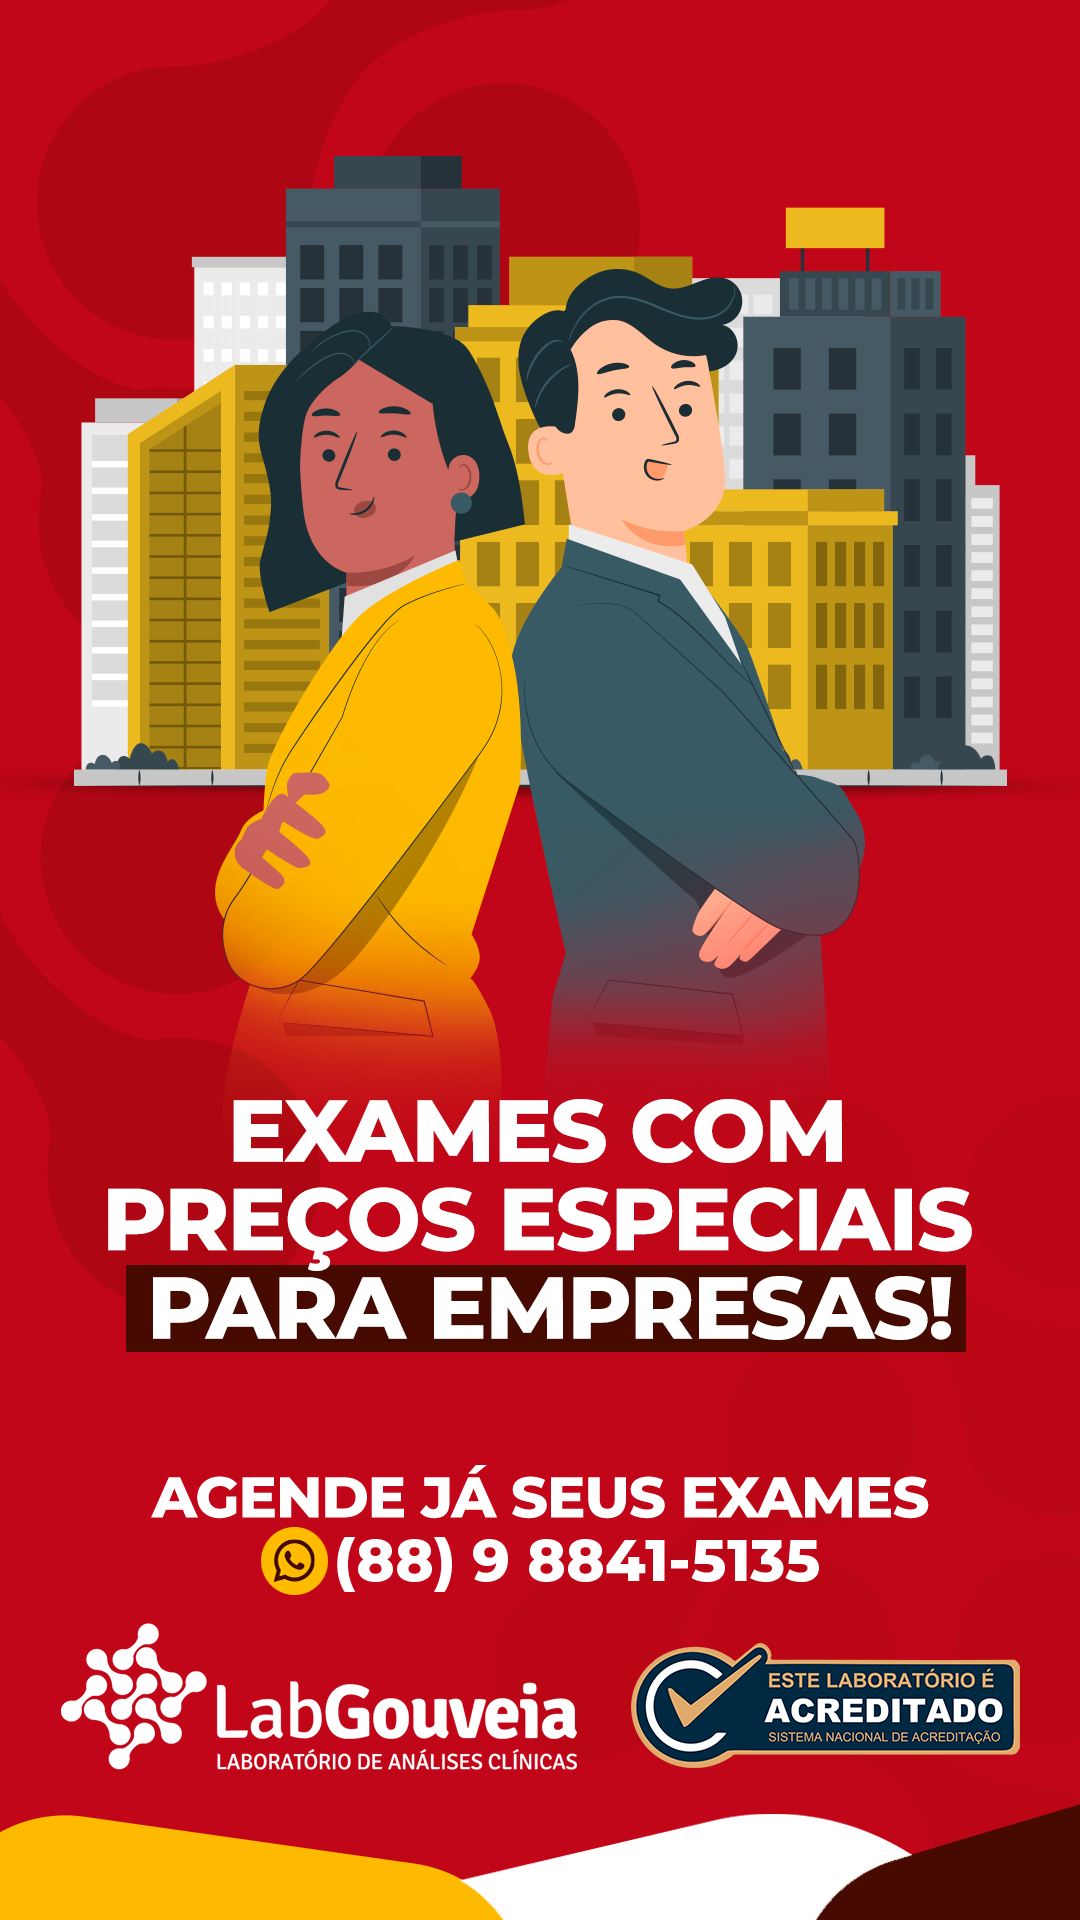 EXAMES COM
PREÇOS ESPECIAIS
PARA EMPRESAS!
AGENDE JÁ SEUS EXAMES
(88) 9 8841-5135
LabGouveia
LABORATÓRIO DE ANÁLISES CLÍNICAS
ESTE LABORATÓRIO É
ACREDITADO
SISTEMA NACIONAL DE ACREDITAÇÃO